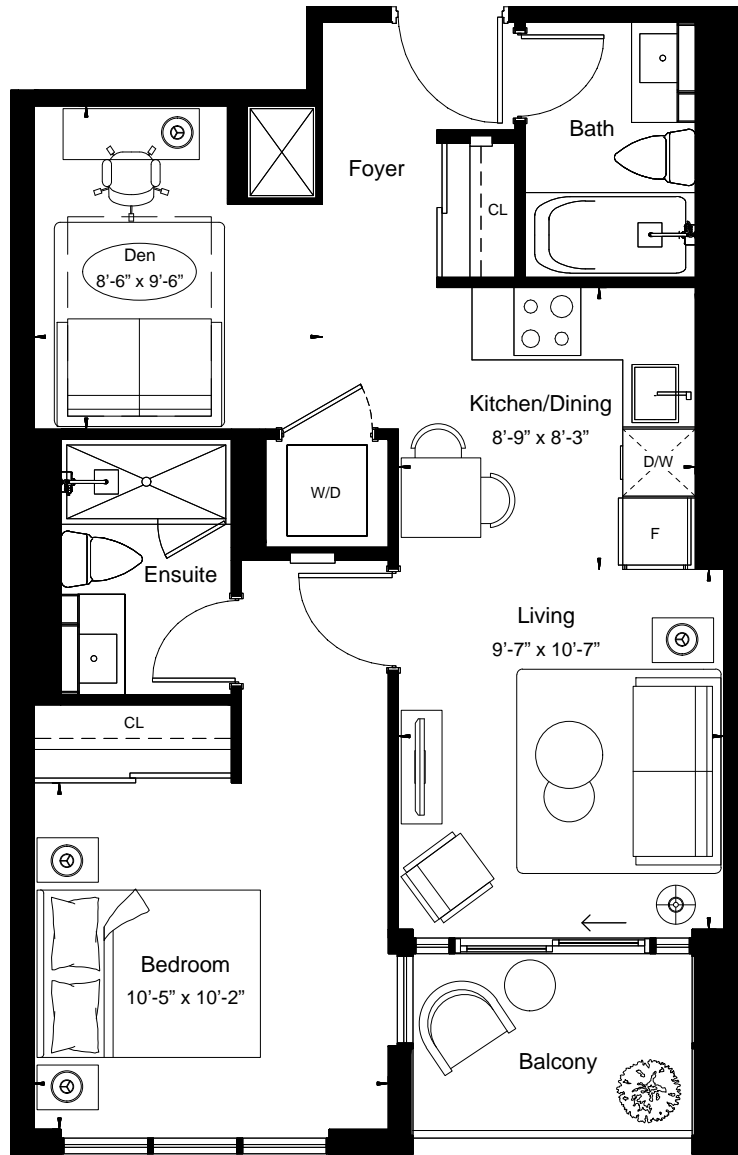 Bath
Foyer
CL
Den
8’-6” x 9’-6”
Kitchen/Dining
8’-9” x 8’-3”
D/W
W/D
F
Ensuite
Living
9’-7” x 10’-7”
CL
Bedroom
10’-5” x 10’-2”
Balcony